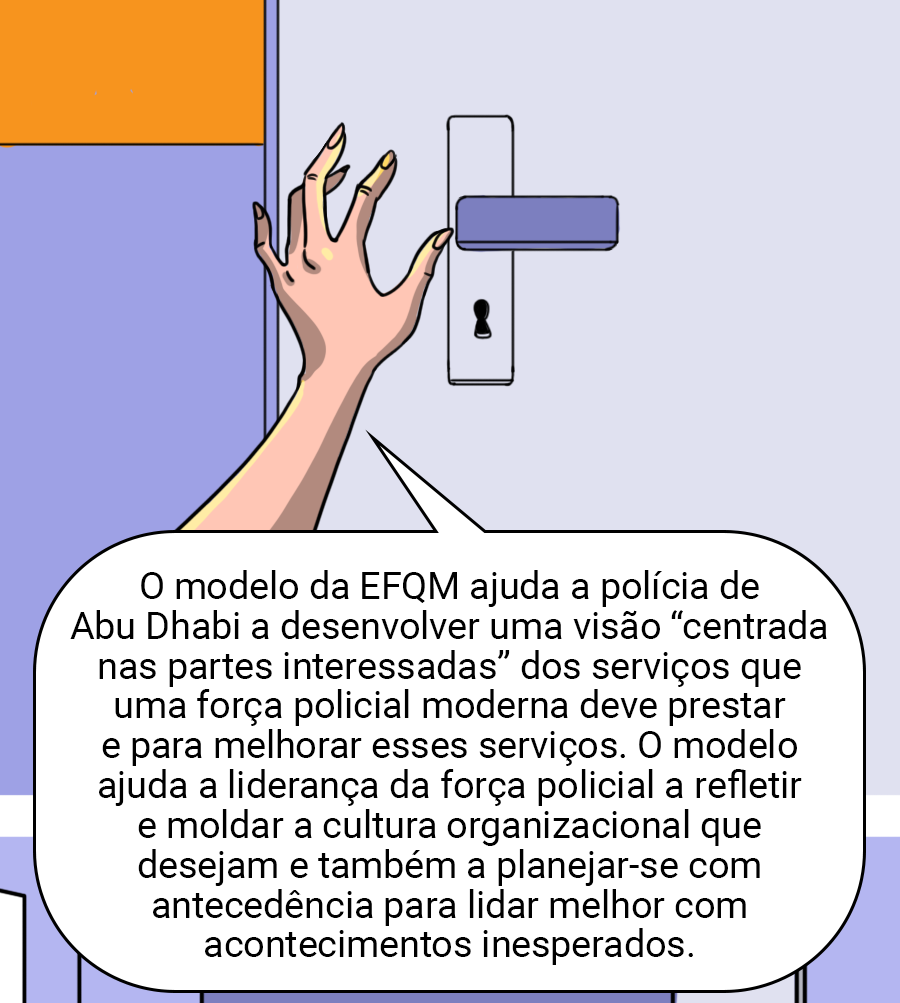 O modelo da EFQM ajuda a polícia de
Abu Dhabi a desenvolver uma visão “centrada
nas partes interessadas” dos serviços que
uma força policial moderna deve prestar
e para melhorar esses serviços. O modelo
ajuda a liderança da força policial a refletir
e moldar a cultura organizacional que
desejam e também a planejar-se com
antecedência para lidar melhor com
acontecimentos inesperados.